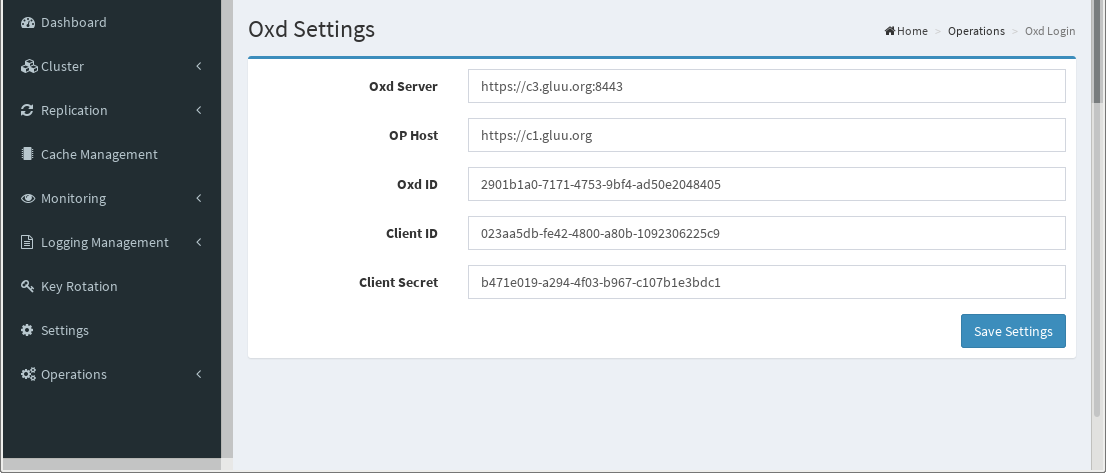 Dashboard
Cluster
Replication
Cache Management
Monitoring
Logging Management
Key Rotation
Settings
Operations
Oxd Settings
Home > Operations > Oxd Login
Oxd Server https://c3.gluu.org:8443
OP Host https://c1.gluu.org
Oxd ID 2901b1a0-7171-4753-9bf4-ad50e2048405
Client ID 023aa5db-fe42-4800-a80b-1092306225c9
Client Secret b471e019-a294-4f03-b967-c107b1e3bdc1
Save Settings